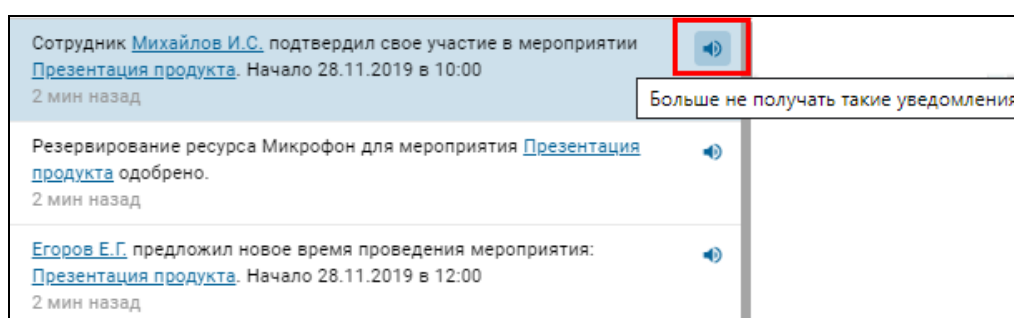 Сотрудник Михайлов И.С. подтвердил свое участие в мероприятии
Презентация продукта. Начало 28.11.2019 в 10:00
2 мин назад
Больше не получать такие уведомления
Резервирование ресурса Микрофон для мероприятия Презентация
продукта одобрено.
2 мин назад
Егоров Е.Г. предложил новое время проведения мероприятия:
Презентация продукта. Начало 28.11.2019 в 12:00
2 мин назад